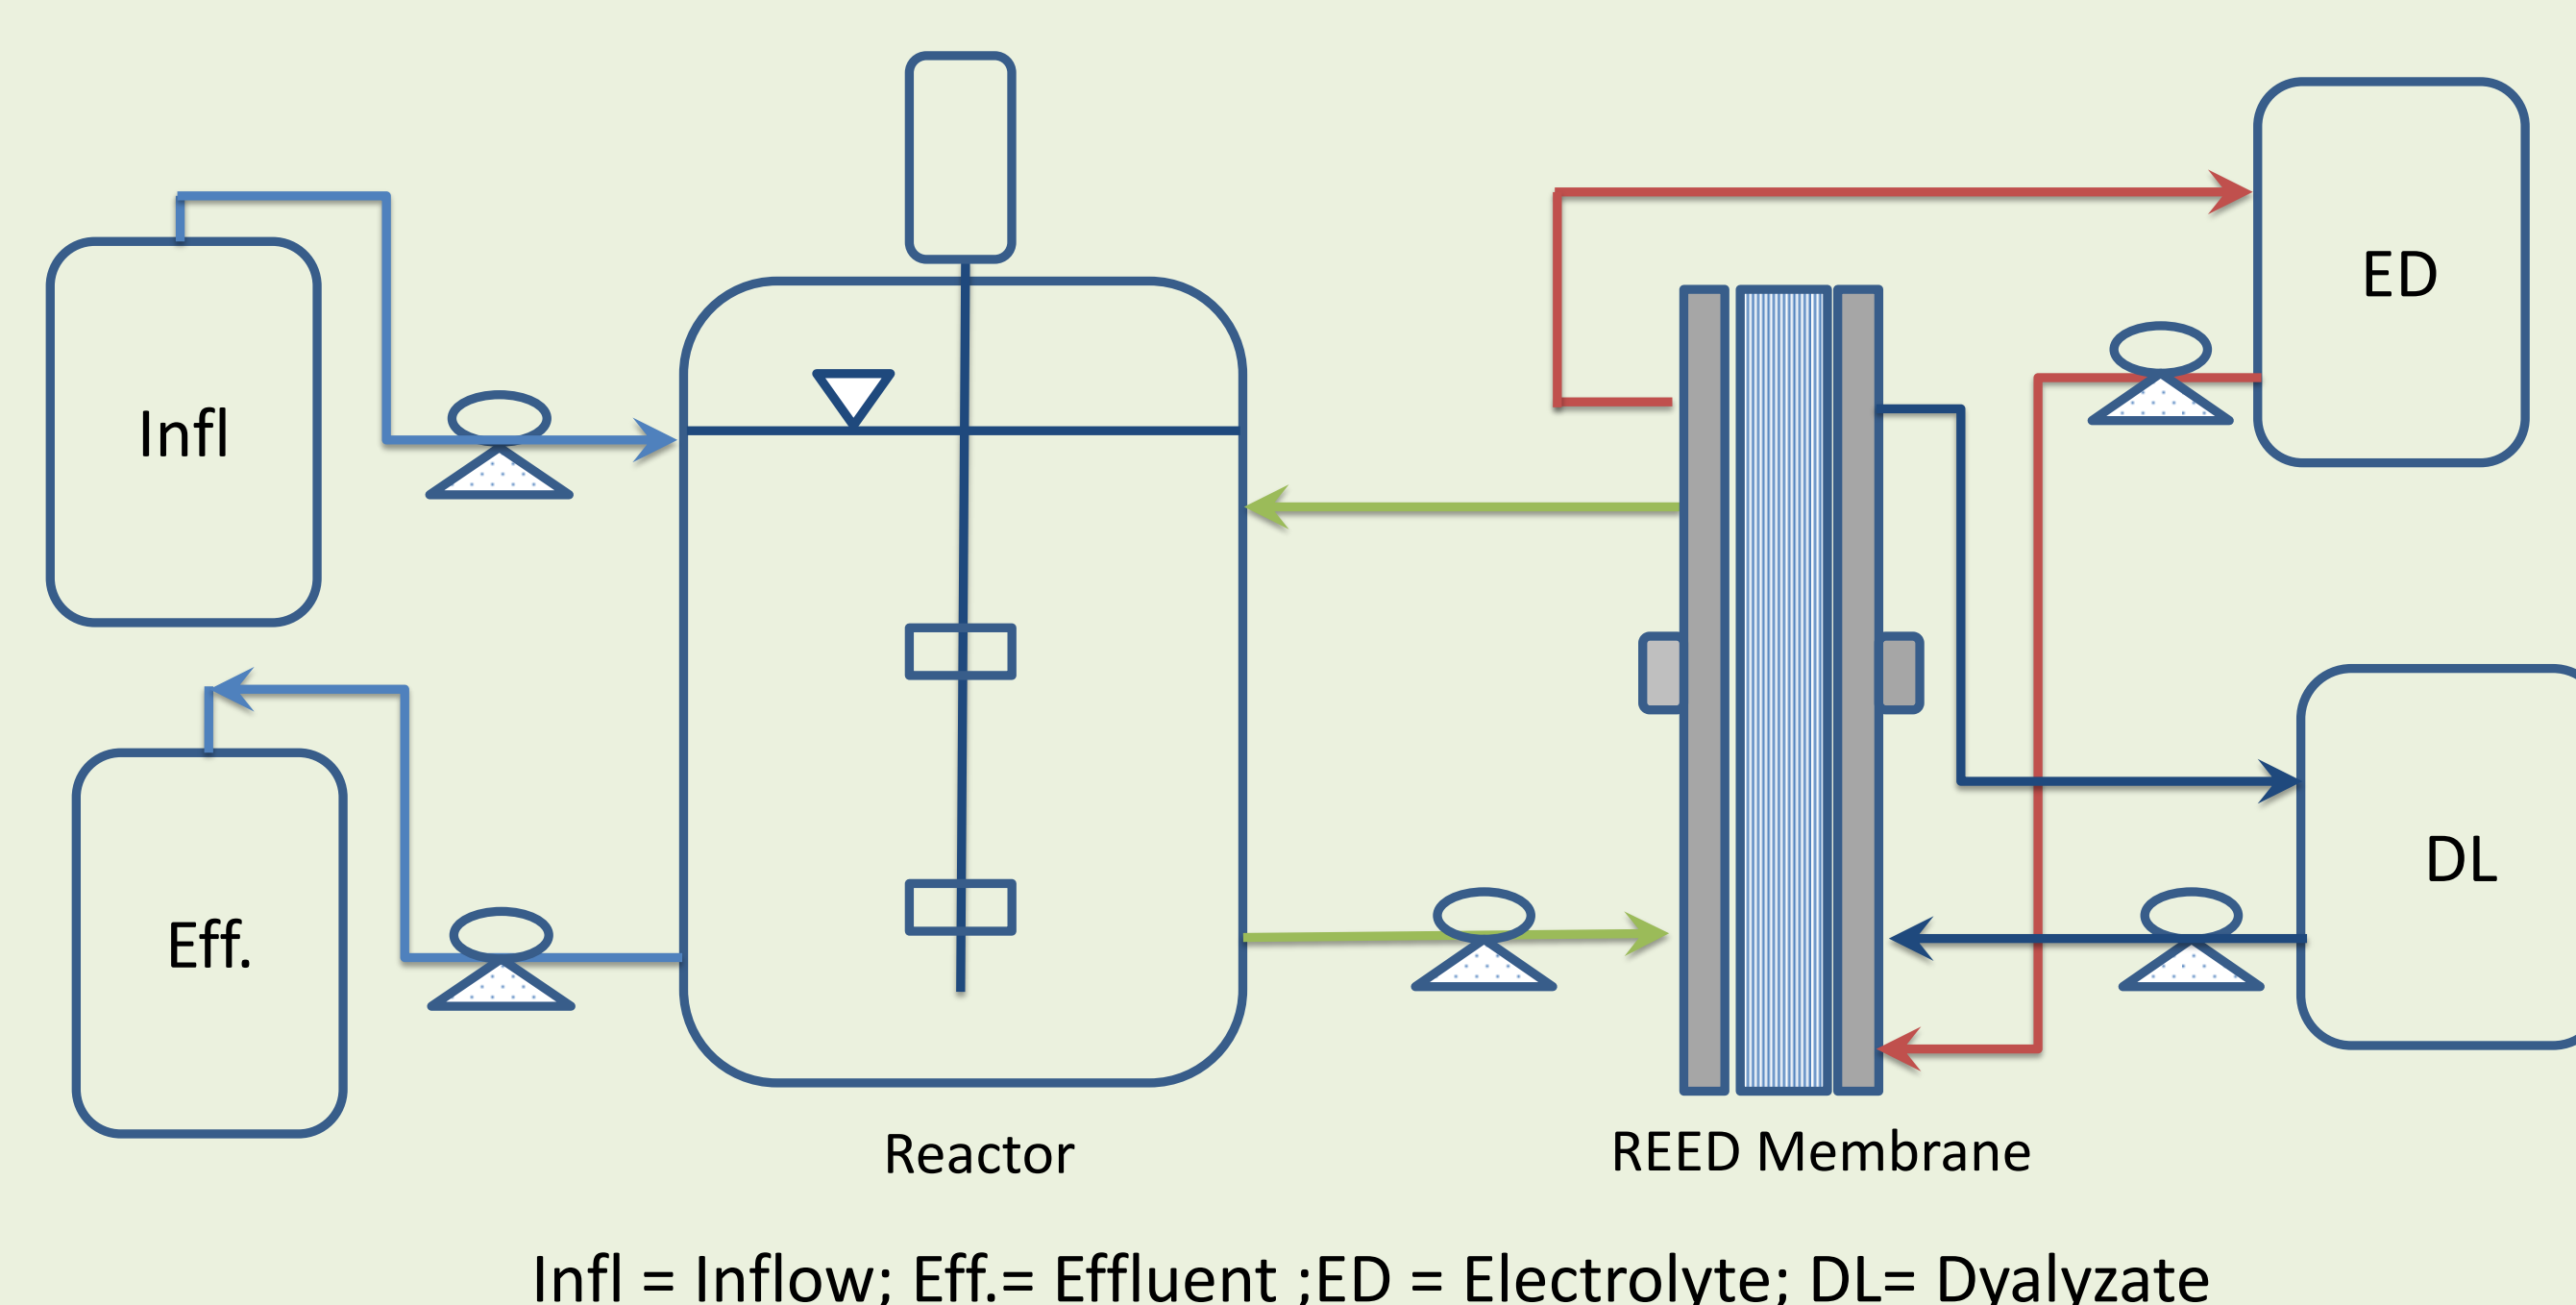 ED
Infl
DL
Eff.
Reactor
REED Membrane
Infl = Inflow; Eff.= Effluent ;ED = Electrolyte; DL= Dyalyzate